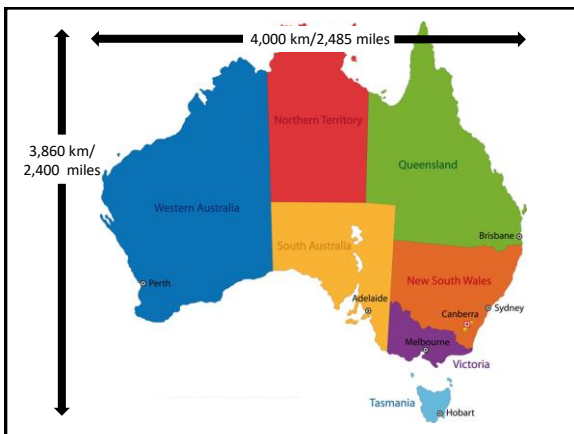 4,000 km/2,485 miles
Northern Territory
3,860 km/
2,400 miles
Queensland
Western Australia
Brisbane
South Australia
New South Wales
Perth
Adelaide
Sydney
Canberra
Melbourne
Victoria
Tasmania
Hobart